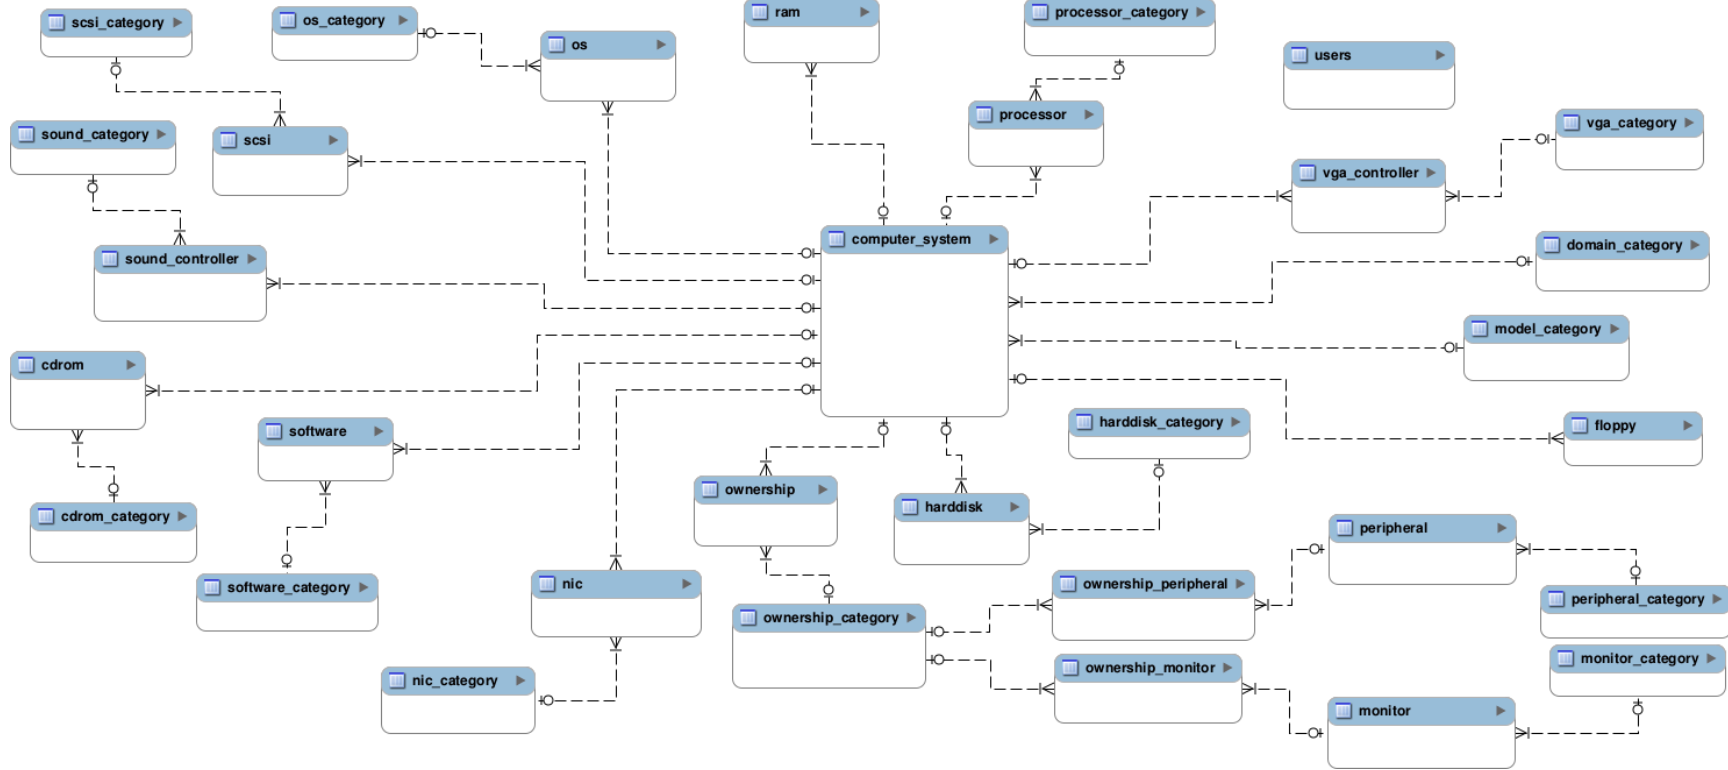 scsi_category
os_category
os
ram
processor_category
users
sound_category
scsi
processor
vga_category
vga_controller
sound_controller
computer_system
domain_category
model_category
cdrom
software
harddisk_category
floppy
ownership
harddisk
cdrom_category
peripheral
software_category
nic
ownership_peripheral
peripheral_category
ownership_category
ownership_monitor
monitor_category
nic_category
monitor